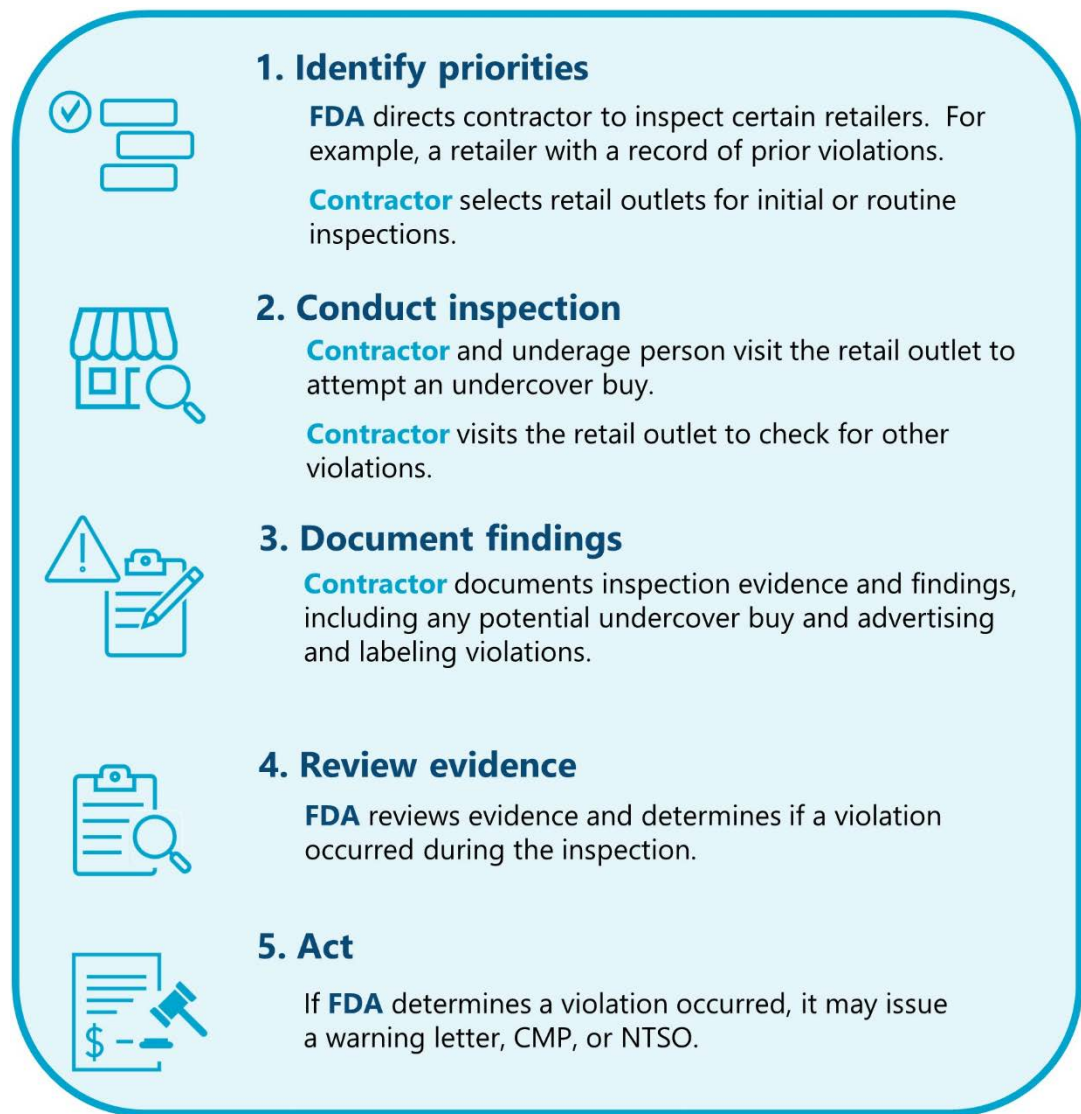 1. Identify priorities
FDA directs contractor to inspect certain retailers. For
example, a retailer with a record of prior violations.
Contractor selects retail outlets for initial or routine
inspections.
2. Conduct inspection
Contractor and underage person visit the retail outlet to
attempt an undercover buy.
Contractor visits the retail outlet to check for other
violations.
3. Document findings
Contractor documents inspection evidence and findings,
including any potential undercover buy and advertising
and labeling violations.
4. Review evidence
FDA reviews evidence and determines if a violation
occurred during the inspection.
5. Act
If FDA determines a violation occurred, it may issue
a warning letter, CMP, or NTSO.
$